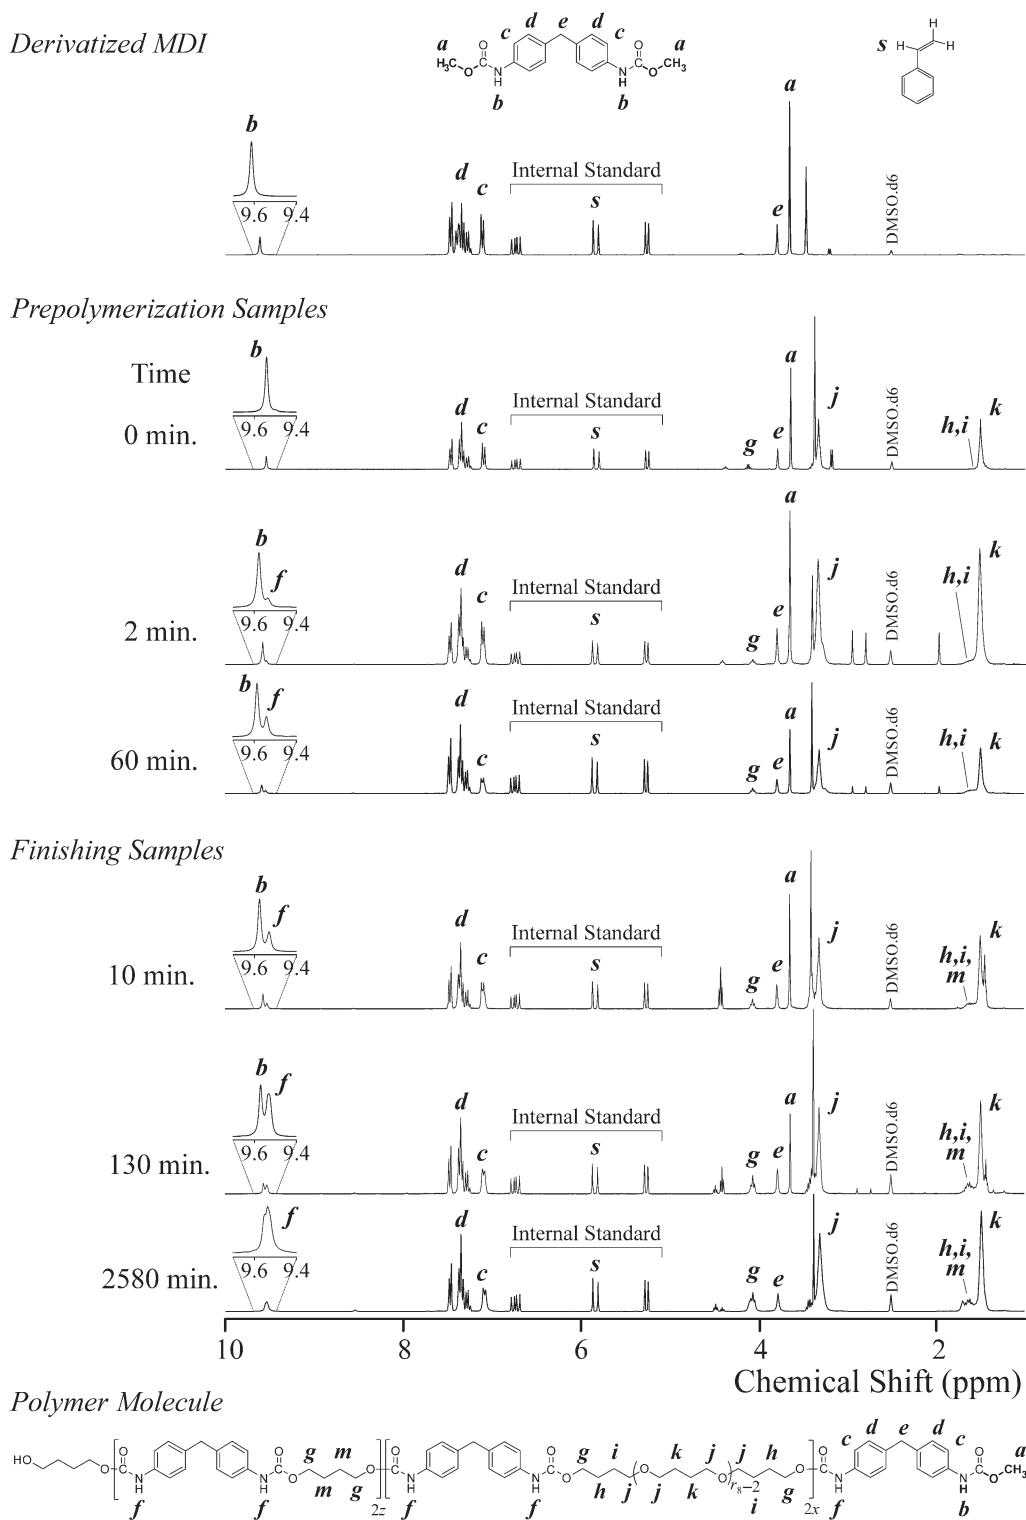 Derivatized MDI
a c d e d c a
H₃C O O N H N H O O CH₃
b b
s H H H
b d c Internal Standard s e a DMSO.d6
9.6 9.4
Prepolymerization Samples
Time
0 min.
b d c Internal Standard s g e a j DMSO.d6 h,i k
9.6 9.4
2 min.
b f d c Internal Standard s g e a j DMSO.d6 h,i k
9.6 9.4
60 min.
b f d c Internal Standard s g e a j DMSO.d6 h,i k
9.6 9.4
Finishing Samples
10 min.
b f d c Internal Standard s g e a j DMSO.d6 h,i, m k
9.6 9.4
130 min.
b f d c Internal Standard s g e a j DMSO.d6 h,i, m k
9.6 9.4
2580 min.
f d c Internal Standard s g e j DMSO.d6 h,i, m k
9.6 9.4
10 8 6 4 2
Chemical Shift (ppm)
Polymer Molecule
g m g i k j j h c d e d c a
HO O O N H N H O O O O O N H N H O O O O O O N H N H O O CH₃
f f m g 2z f f h j j k r₈−2 i g 2x f b